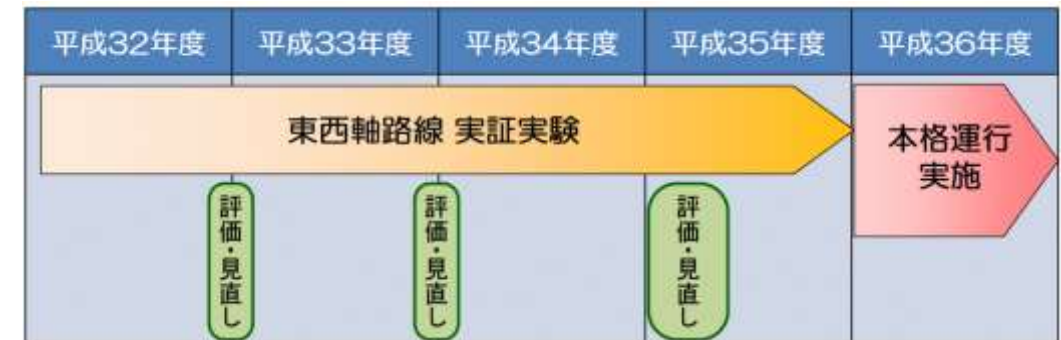 平成32年度
平成33年度
平成34年度
平成35年度
平成36年度
東西軸路線 実証実験
本格運行
実施
評価・見直し
評価・見直し
評価・見直し